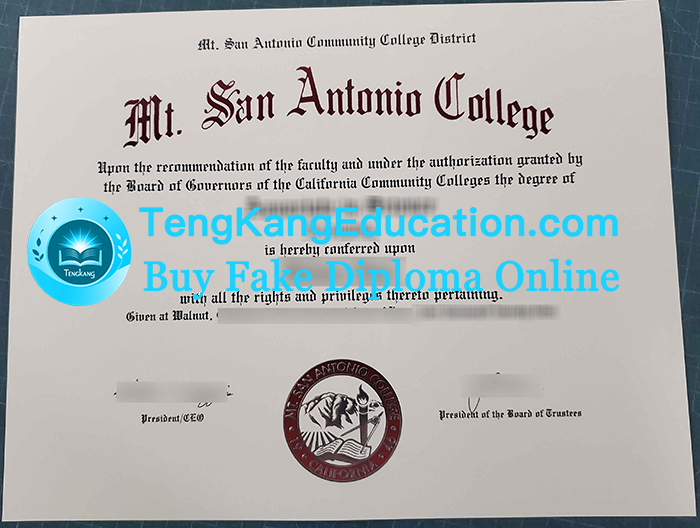 Mt. San Antonio Community College District
Mt. San Antonio College
Upon the recommendation of the faculty and under the authorization granted by
the Board of Governors of the California Community Colleges the degree of
TengKangEducation.com
TENGKANG
is hereby conferred upon
Buy Fake Diploma Online
with all the rights and privileges thereto pertaining.
Given at Walnut,
MT. SAN ANTONIO COLLEGE
19 46
CALIFORNIA
President/CEO
President of the Board of Trustees